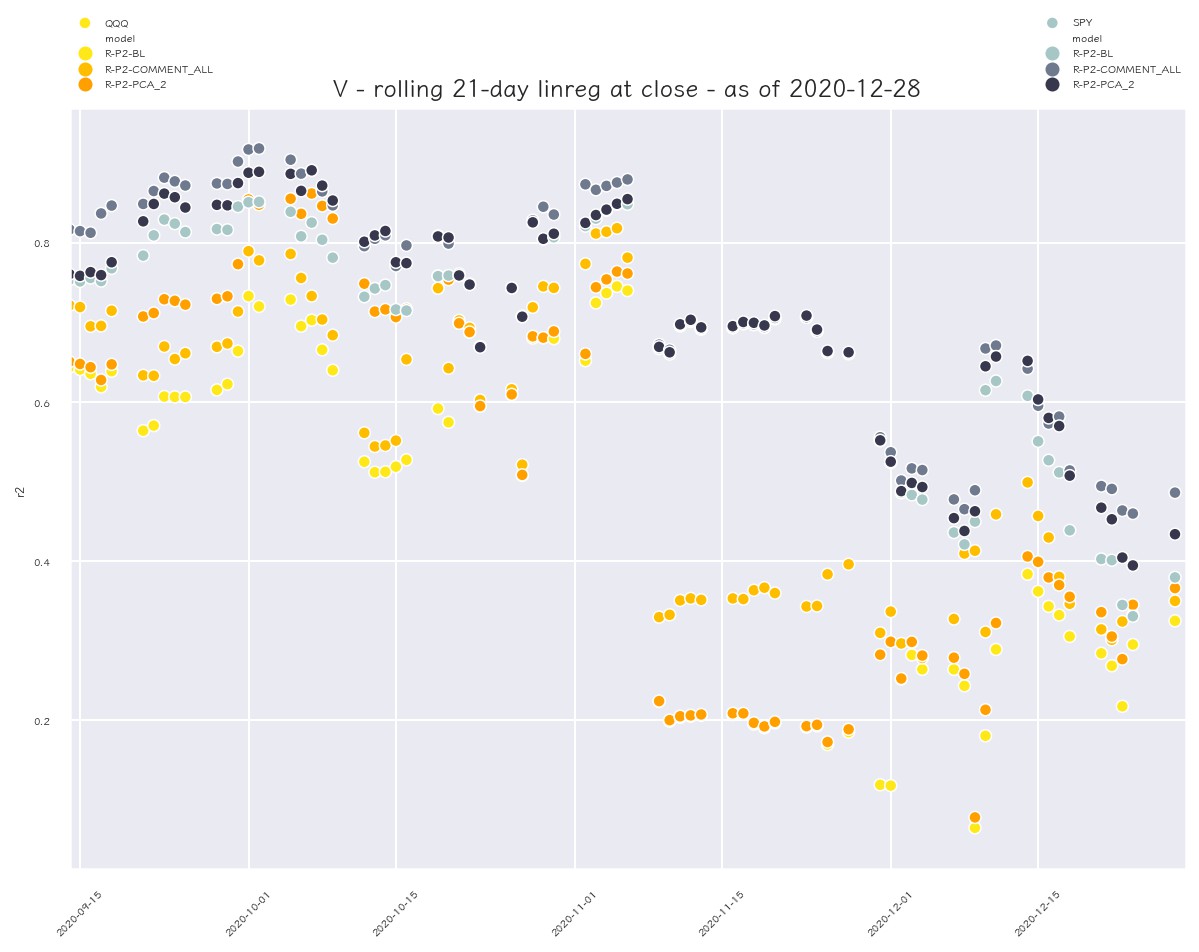 QQQ
model
R-P2-BL
R-P2-COMMENT_ALL
R-P2-PCA_2
SPY
model
R-P2-BL
R-P2-COMMENT_ALL
R-P2-PCA_2
V - rolling 21-day linreg at close - as of 2020-12-28
0.8
0.6
r2
0.4
0.2
2020-09-15
2020-10-01
2020-10-15
2020-11-01
2020-11-15
2020-12-01
2020-12-15